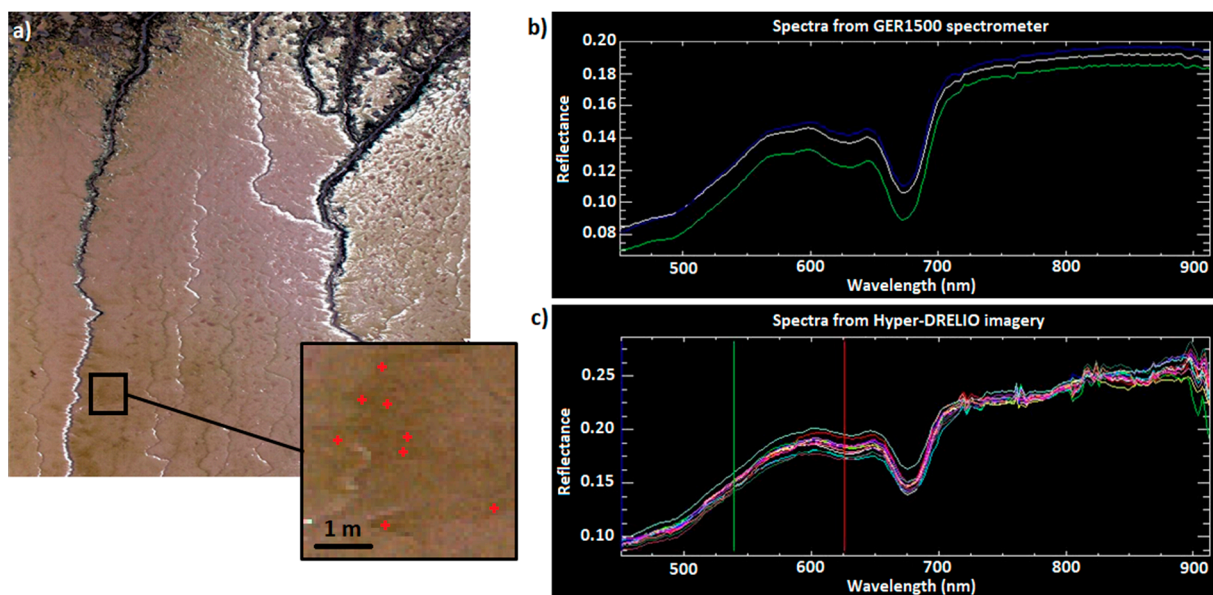 a)
1 m
b)
Spectra from GER1500 spectrometer
0.20
0.18
0.16
0.14
0.12
0.10
0.08
Reflectance
500 600 700 800 900
Wavelength (nm)
c)
Spectra from Hyper-DRELIO imagery
0.25
0.20
0.15
0.10
Reflectance
500 600 700 800 900
Wavelength (nm)